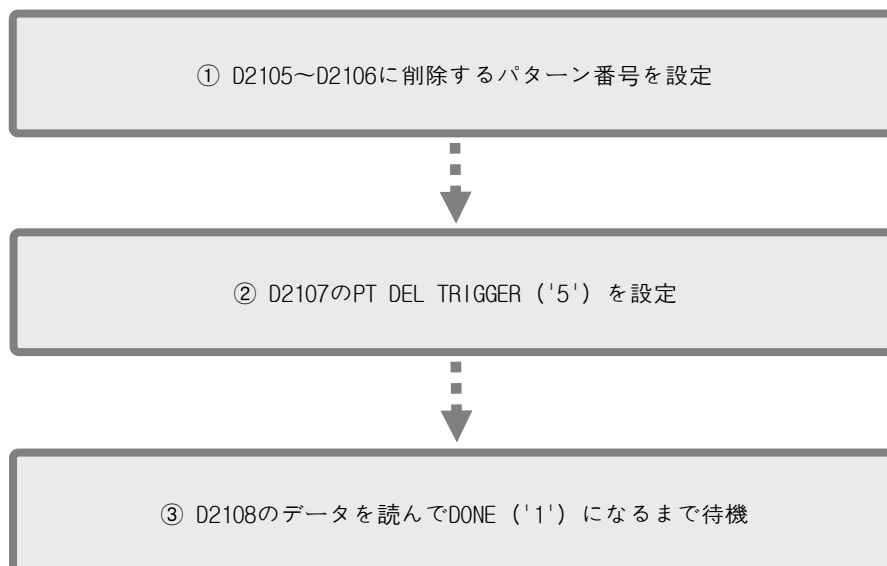 ① D2105～D2106に削除するパターン番号を設定
② D2107のPT DEL TRIGGER ('5') を設定
③ D2108のデータを読んでDONE ('1') になるまで待機